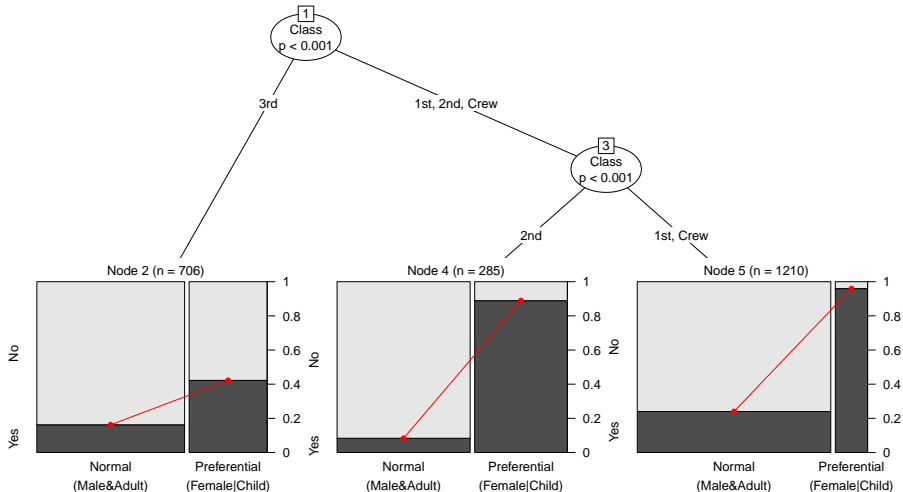 1
Class
p < 0.001
3rd
1st, 2nd, Crew
3
Class
p < 0.001
2nd
1st, Crew
Node 2 (n = 706)
Yes
No
Normal
(Male&Adult)
Preferential
(Female|Child)
0
0.2
0.4
0.6
0.8
1
Node 4 (n = 285)
Yes
No
Normal
(Male&Adult)
Preferential
(Female|Child)
0
0.2
0.4
0.6
0.8
1
Node 5 (n = 1210)
Yes
No
Normal
(Male&Adult)
Preferential
(Female|Child)
0
0.2
0.4
0.6
0.8
1